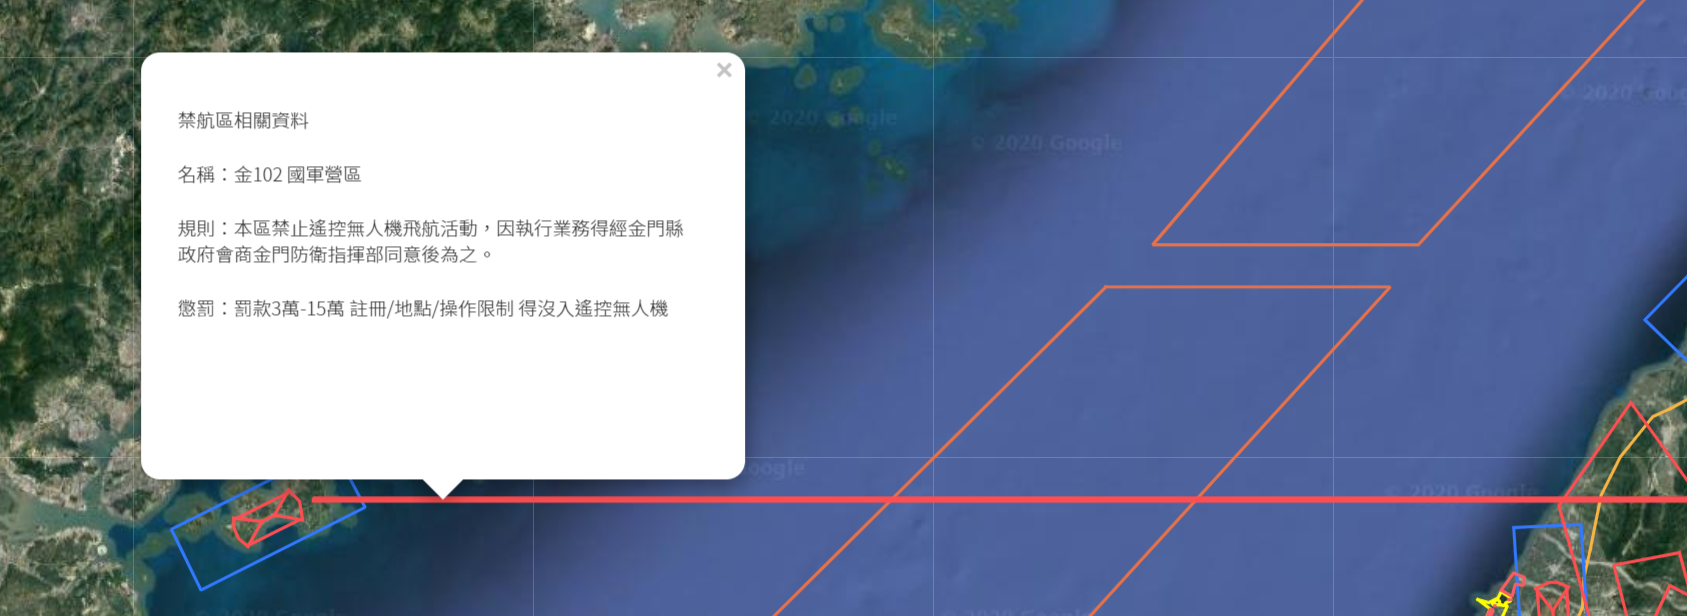 ×
禁航區相關資料
名稱：金102 國軍營區
規則：本區禁止遙控無人機飛航活動，因執行業務得經金門縣
政府會商金門防衛指揮部同意後為之。
懲罰：罰款3萬-15萬 註冊/地點/操作限制 得沒入遙控無人機
2020 Google
© 2020 Google
© 2020 Goo
oogle
© 2020 Google
© 2020 Google
© 2020 Google